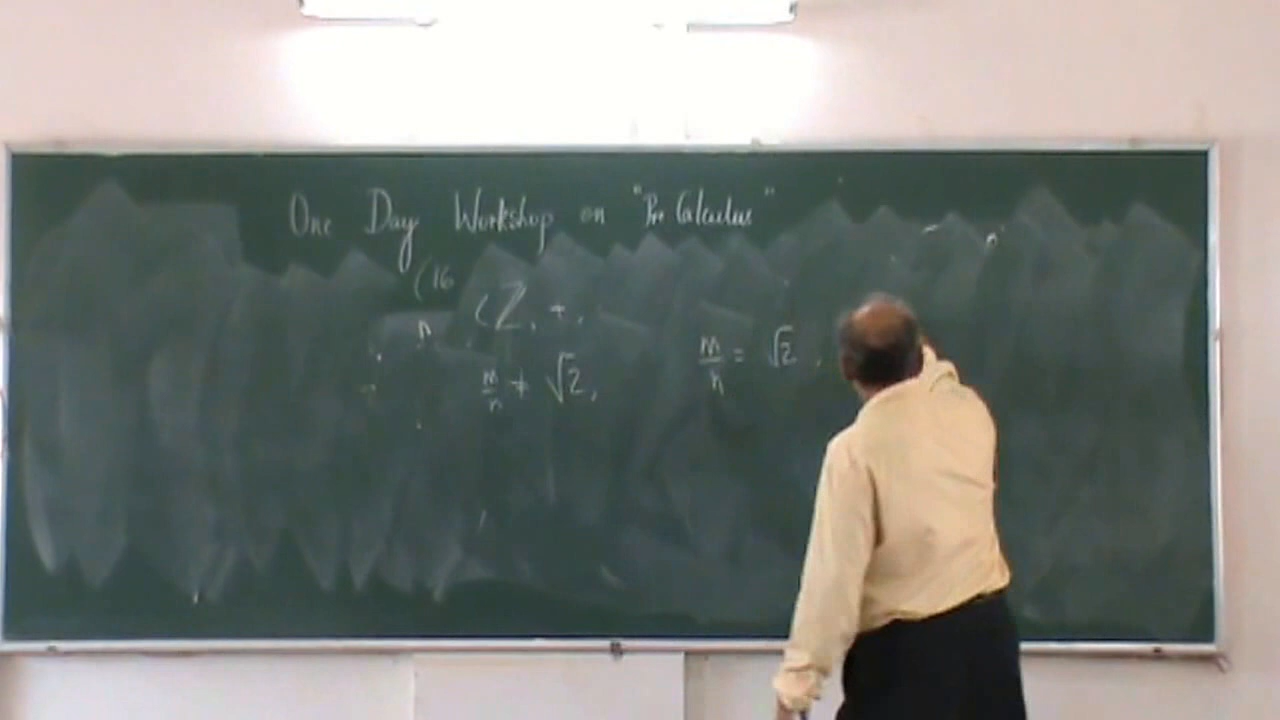 One Day Workshop on "Pre Calculus"
(16
(ℤ, +,
n
m/n = √2,
m/n ≠ √2,